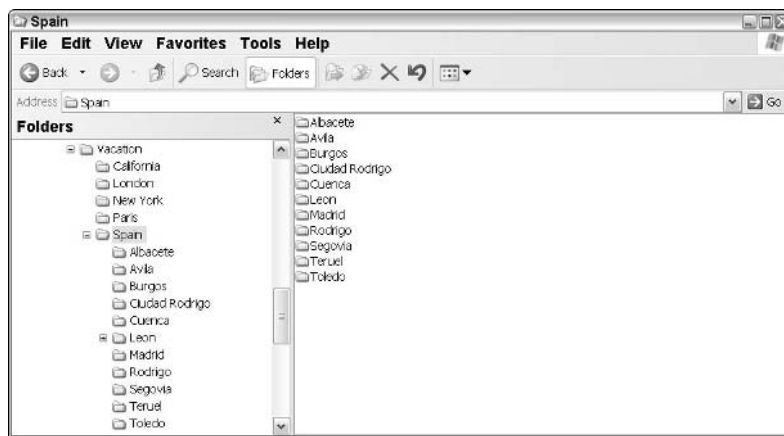 Spain
File Edit View Favorites Tools Help
Back Search Folders
Address Spain Go
Folders
Vacation
California
London
New York
Paris
Spain
Albacete
Avila
Burgos
Ciudad Rodrigo
Cuenca
Leon
Madrid
Rodrigo
Segovia
Teruel
Toledo
Albacete
Avila
Burgos
Ciudad Rodrigo
Cuenca
Leon
Madrid
Rodrigo
Segovia
Teruel
Toledo